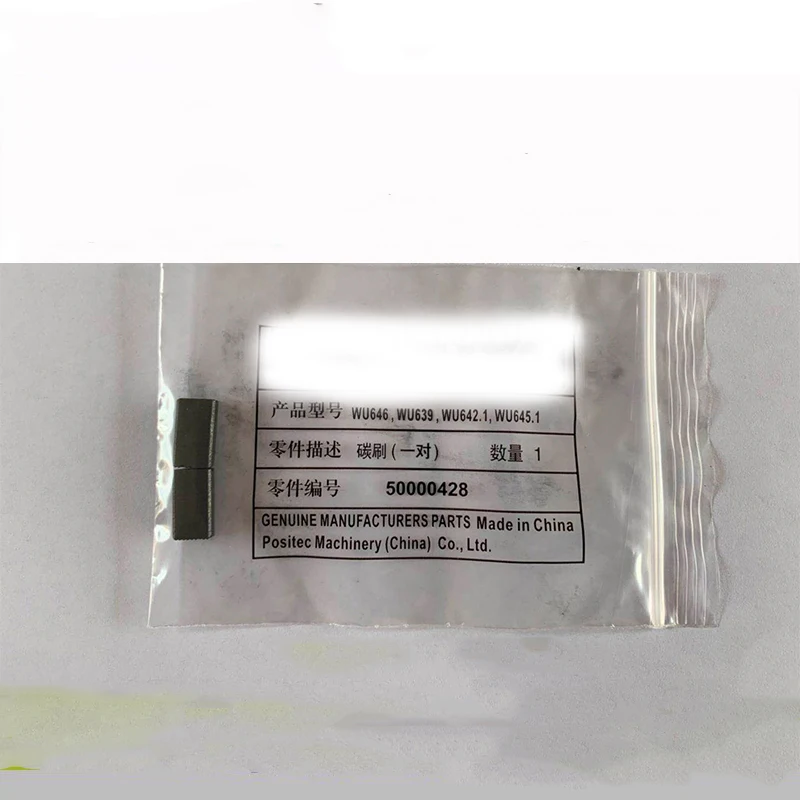 产品型号 WU646 , WU639 , WU642.1, WU645.1
零件描述 碳刷 (一对) 数量 1
零件编号 50000428
GENUINE MANUFACTURERS PARTS Made in China
Positec Machinery (China) Co., Ltd.